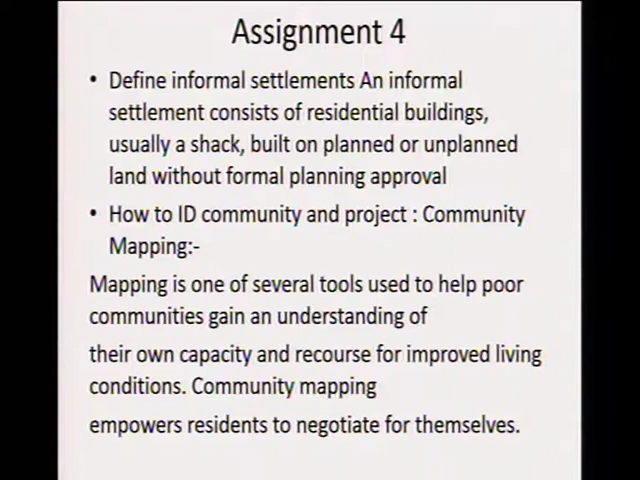 Assignment 4
• Define informal settlements An informal
settlement consists of residential buildings,
usually a shack, built on planned or unplanned
land without formal planning approval
• How to ID community and project : Community
Mapping:-
Mapping is one of several tools used to help poor
communities gain an understanding of
their own capacity and recourse for improved living
conditions. Community mapping
empowers residents to negotiate for themselves.